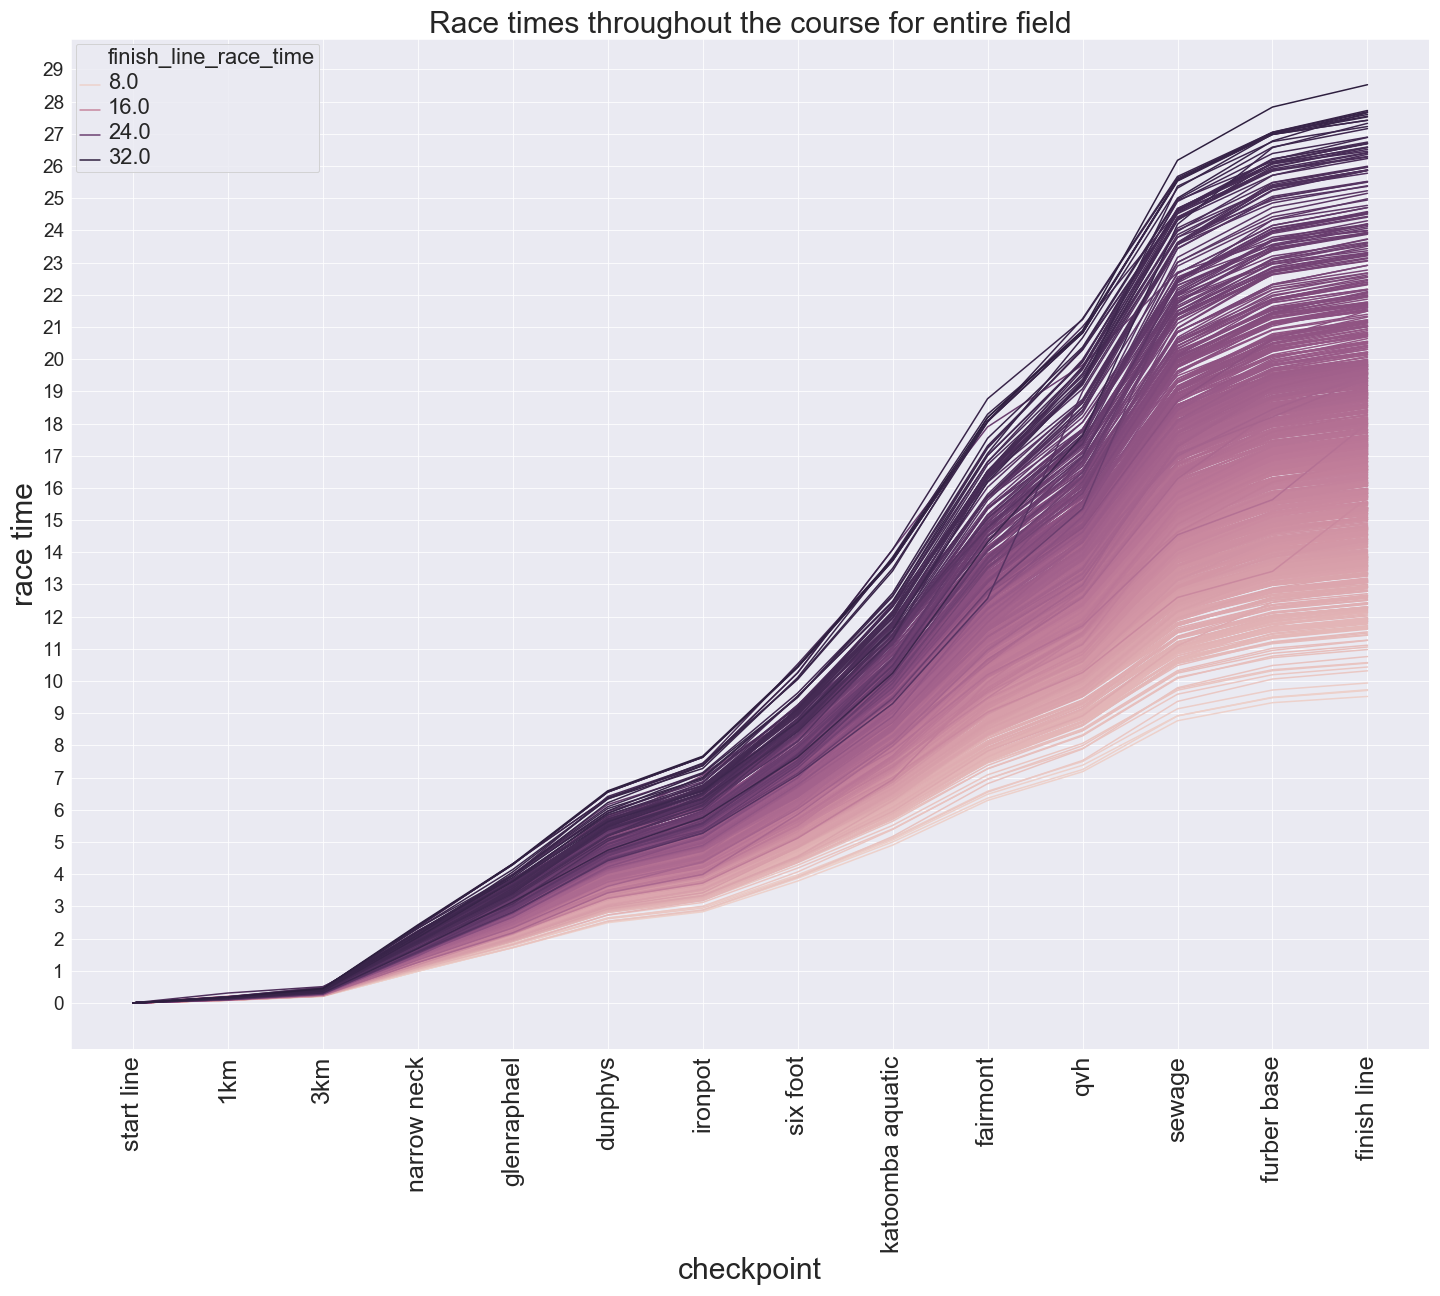 Race times throughout the course for entire field
finish_line_race_time
8.0
16.0
24.0
32.0
29
28
27
26
25
24
23
22
21
20
19
18
17
16
15
14
13
12
11
10
9
8
7
6
5
4
3
2
1
0
race time
start line
1km
3km
narrow neck
glenraphael
dunphys
ironpot
six foot
katoomba aquatic
fairmont
qvh
sewage
furber base
finish line
checkpoint